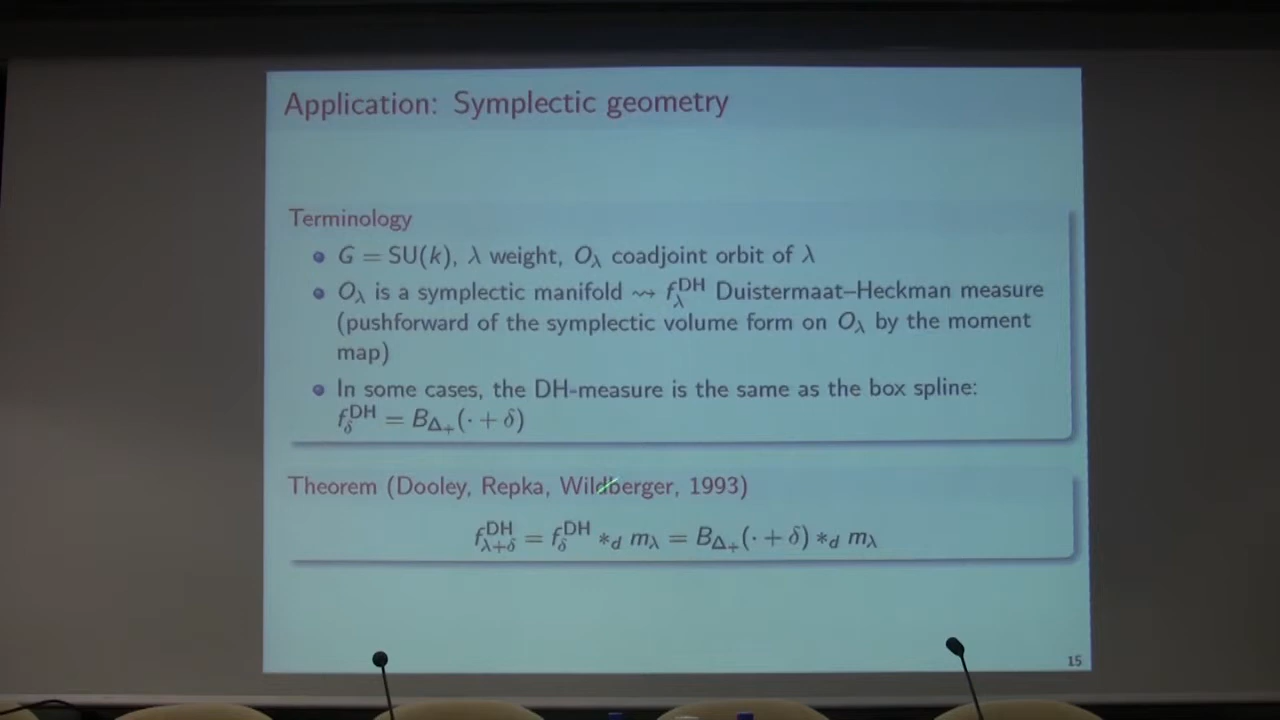 Application: Symplectic geometry
Terminology
G = SU(k), λ weight, O_λ coadjoint orbit of λ
O_λ is a symplectic manifold ⇝ f_λ^DH Duistermaat–Heckman measure
(pushforward of the symplectic volume form on O_λ by the moment
map)
In some cases, the DH-measure is the same as the box spline:
f_δ^DH = B_Δ₊(· + δ)
Theorem (Dooley, Repka, Wildberger, 1993)
f_{λ+δ}^DH = f_δ^DH *_d m_λ = B_Δ₊(· + δ) *_d m_λ
15